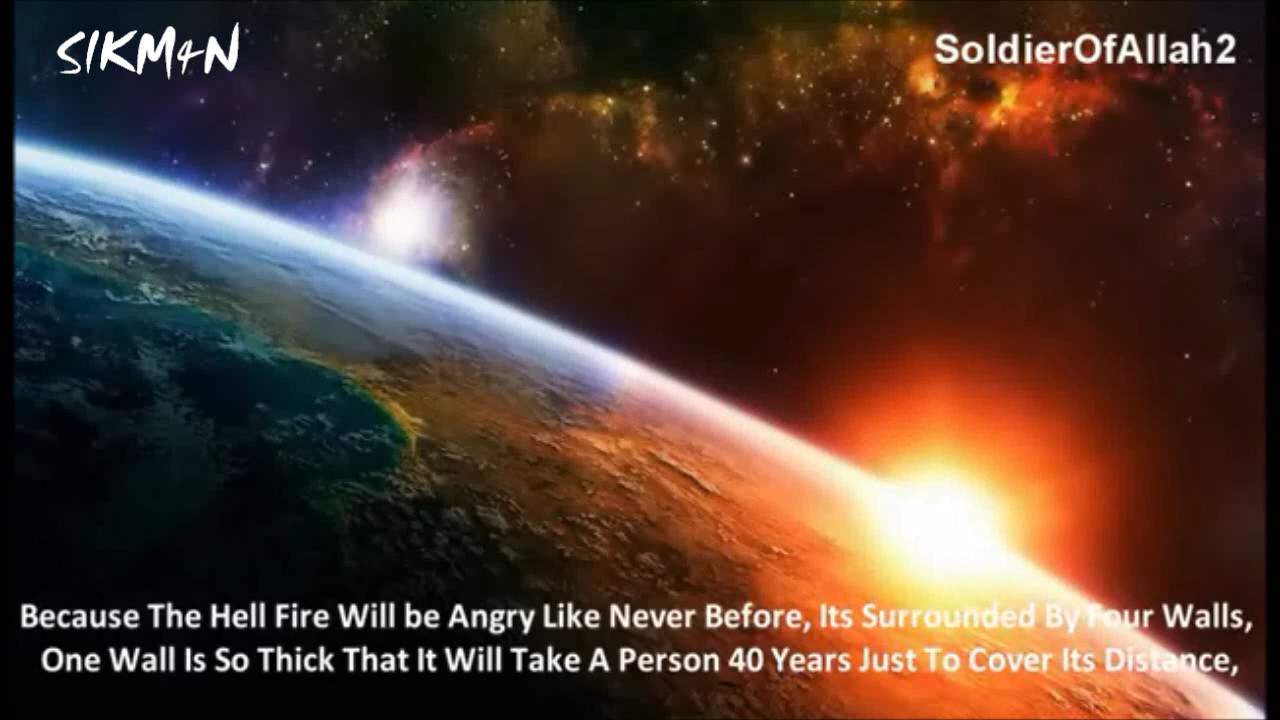 SIKM4N
SoldierOfAllah2
Because The Hell Fire Will be Angry Like Never Before, Its Surrounded By Four Walls,
One Wall Is So Thick That It Will Take A Person 40 Years Just To Cover Its Distance,